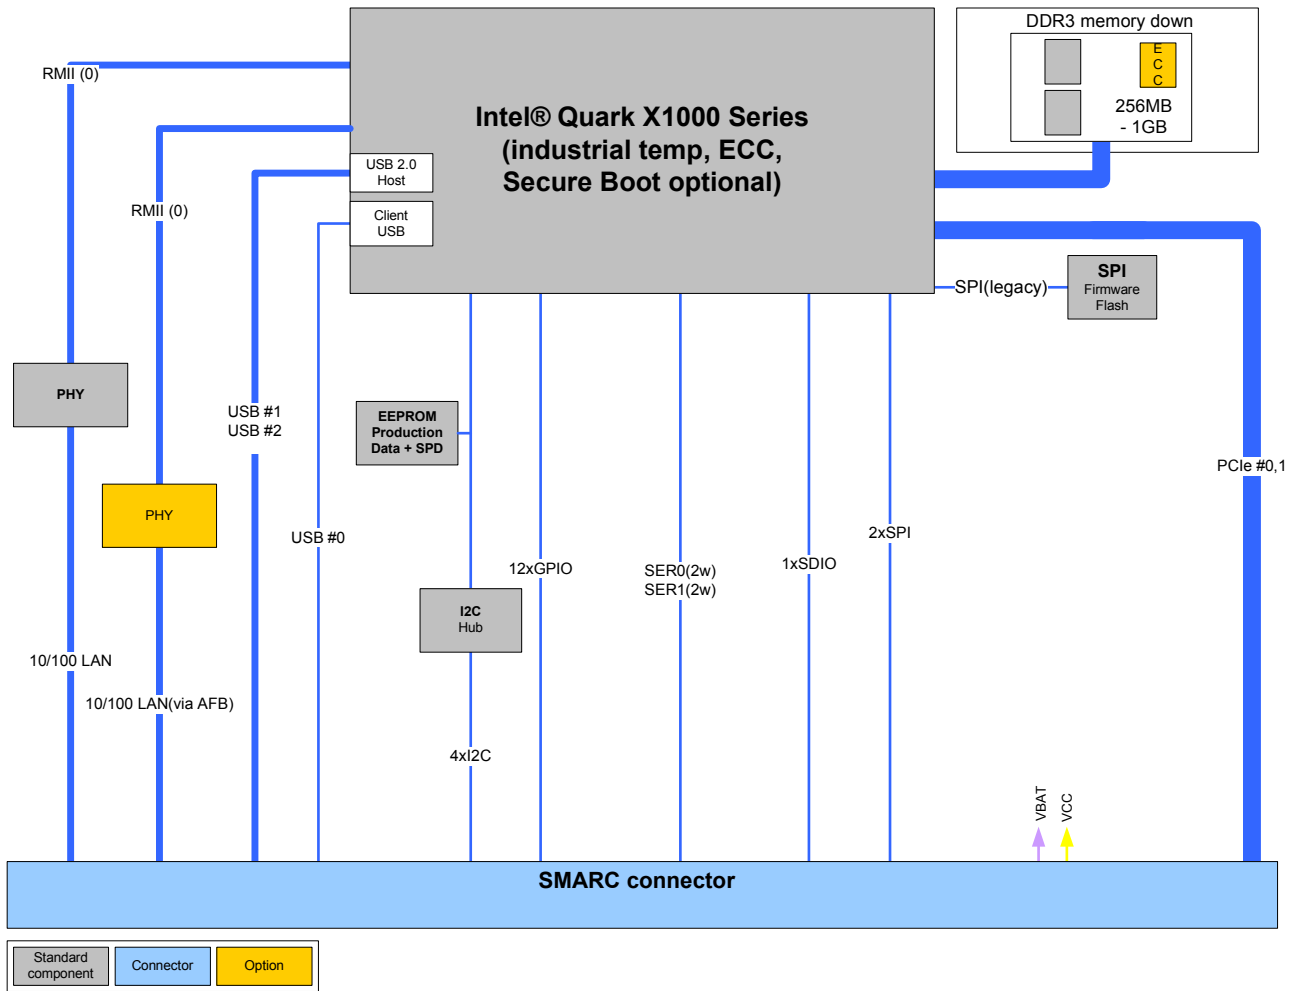 DDR3 memory down
E
C
C
256MB
- 1GB
RMII (0)
Intel® Quark X1000 Series
(industrial temp, ECC,
Secure Boot optional)
USB 2.0
Host
RMII (0)
Client
USB
SPI(legacy)
SPI
Firmware
Flash
PHY
USB #1
USB #2
EEPROM
Production
Data + SPD
PCIe #0,1
PHY
USB #0
2xSPI
12xGPIO
SER0(2w)
SER1(2w)
1xSDIO
I2C
Hub
10/100 LAN
10/100 LAN(via AFB)
4xI2C
VBAT
VCC
SMARC connector
Standard
component
Connector
Option